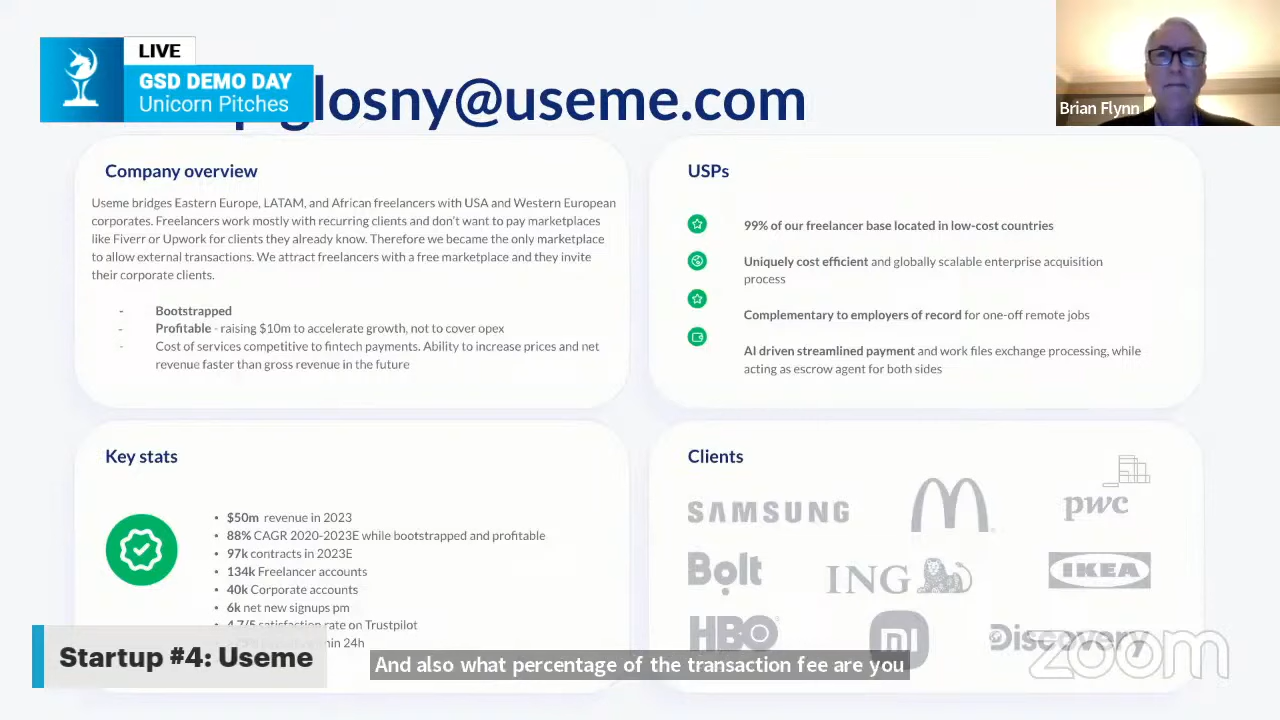 LIVE
GSD DEMO DAY
Unicorn Pitches
glosny@useme.com
Brian Flynn
Company overview
Useme bridges Eastern Europe, LATAM, and African freelancers with USA and Western European
corporates. Freelancers work mostly with recurring clients and don't want to pay marketplaces
like Fiverr or Upwork for clients they already know. Therefore we became the only marketplace
to allow external transactions. We attract freelancers with a free marketplace and they invite
their corporate clients.
- Bootstrapped
- Profitable - raising $10m to accelerate growth, not to cover opex
- Cost of services competitive to fintech payments. Ability to increase prices and net
revenue faster than gross revenue in the future
USPs
99% of our freelancer base located in low-cost countries
Uniquely cost efficient and globally scalable enterprise acquisition
process
Complementary to employers of record for one-off remote jobs
AI driven streamlined payment and work files exchange processing, while
acting as escrow agent for both sides
Key stats
• $50m revenue in 2023
• 88% CAGR 2020-2023E while bootstrapped and profitable
• 97k contracts in 2023E
• 134k Freelancer accounts
• 40k Corporate accounts
• 6k net new signups pm
• 4.7/5 satisfaction rate on Trustpilot
24h
Clients
SAMSUNG
pwc
Bolt
ING
IKEA
HBO
mi
Discovery
zoom
Startup #4: Useme
And also what percentage of the transaction fee are you